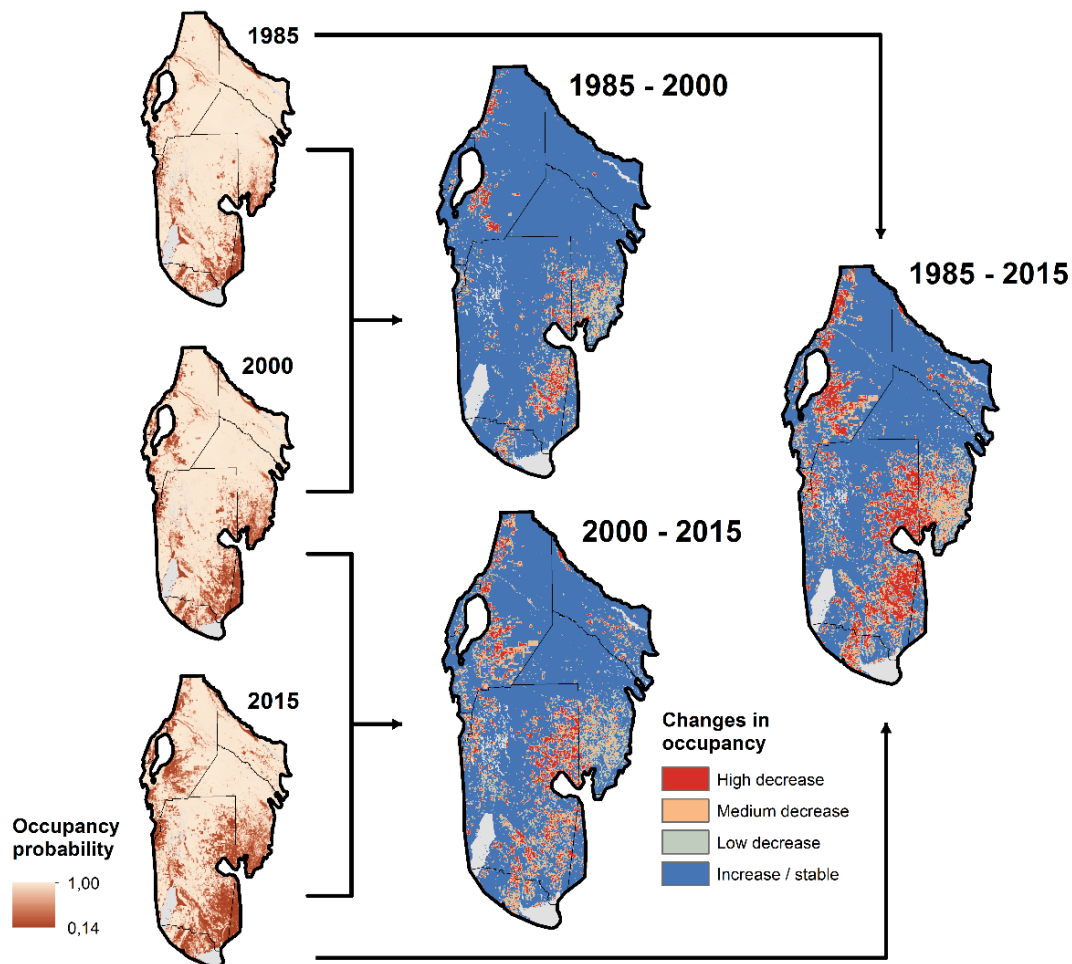 1985
1985 - 2000
1985 - 2015
2000
2000 - 2015
2015
Occupancy
probability
1,00
0,14
Changes in
occupancy
High decrease
Medium decrease
Low decrease
Increase / stable